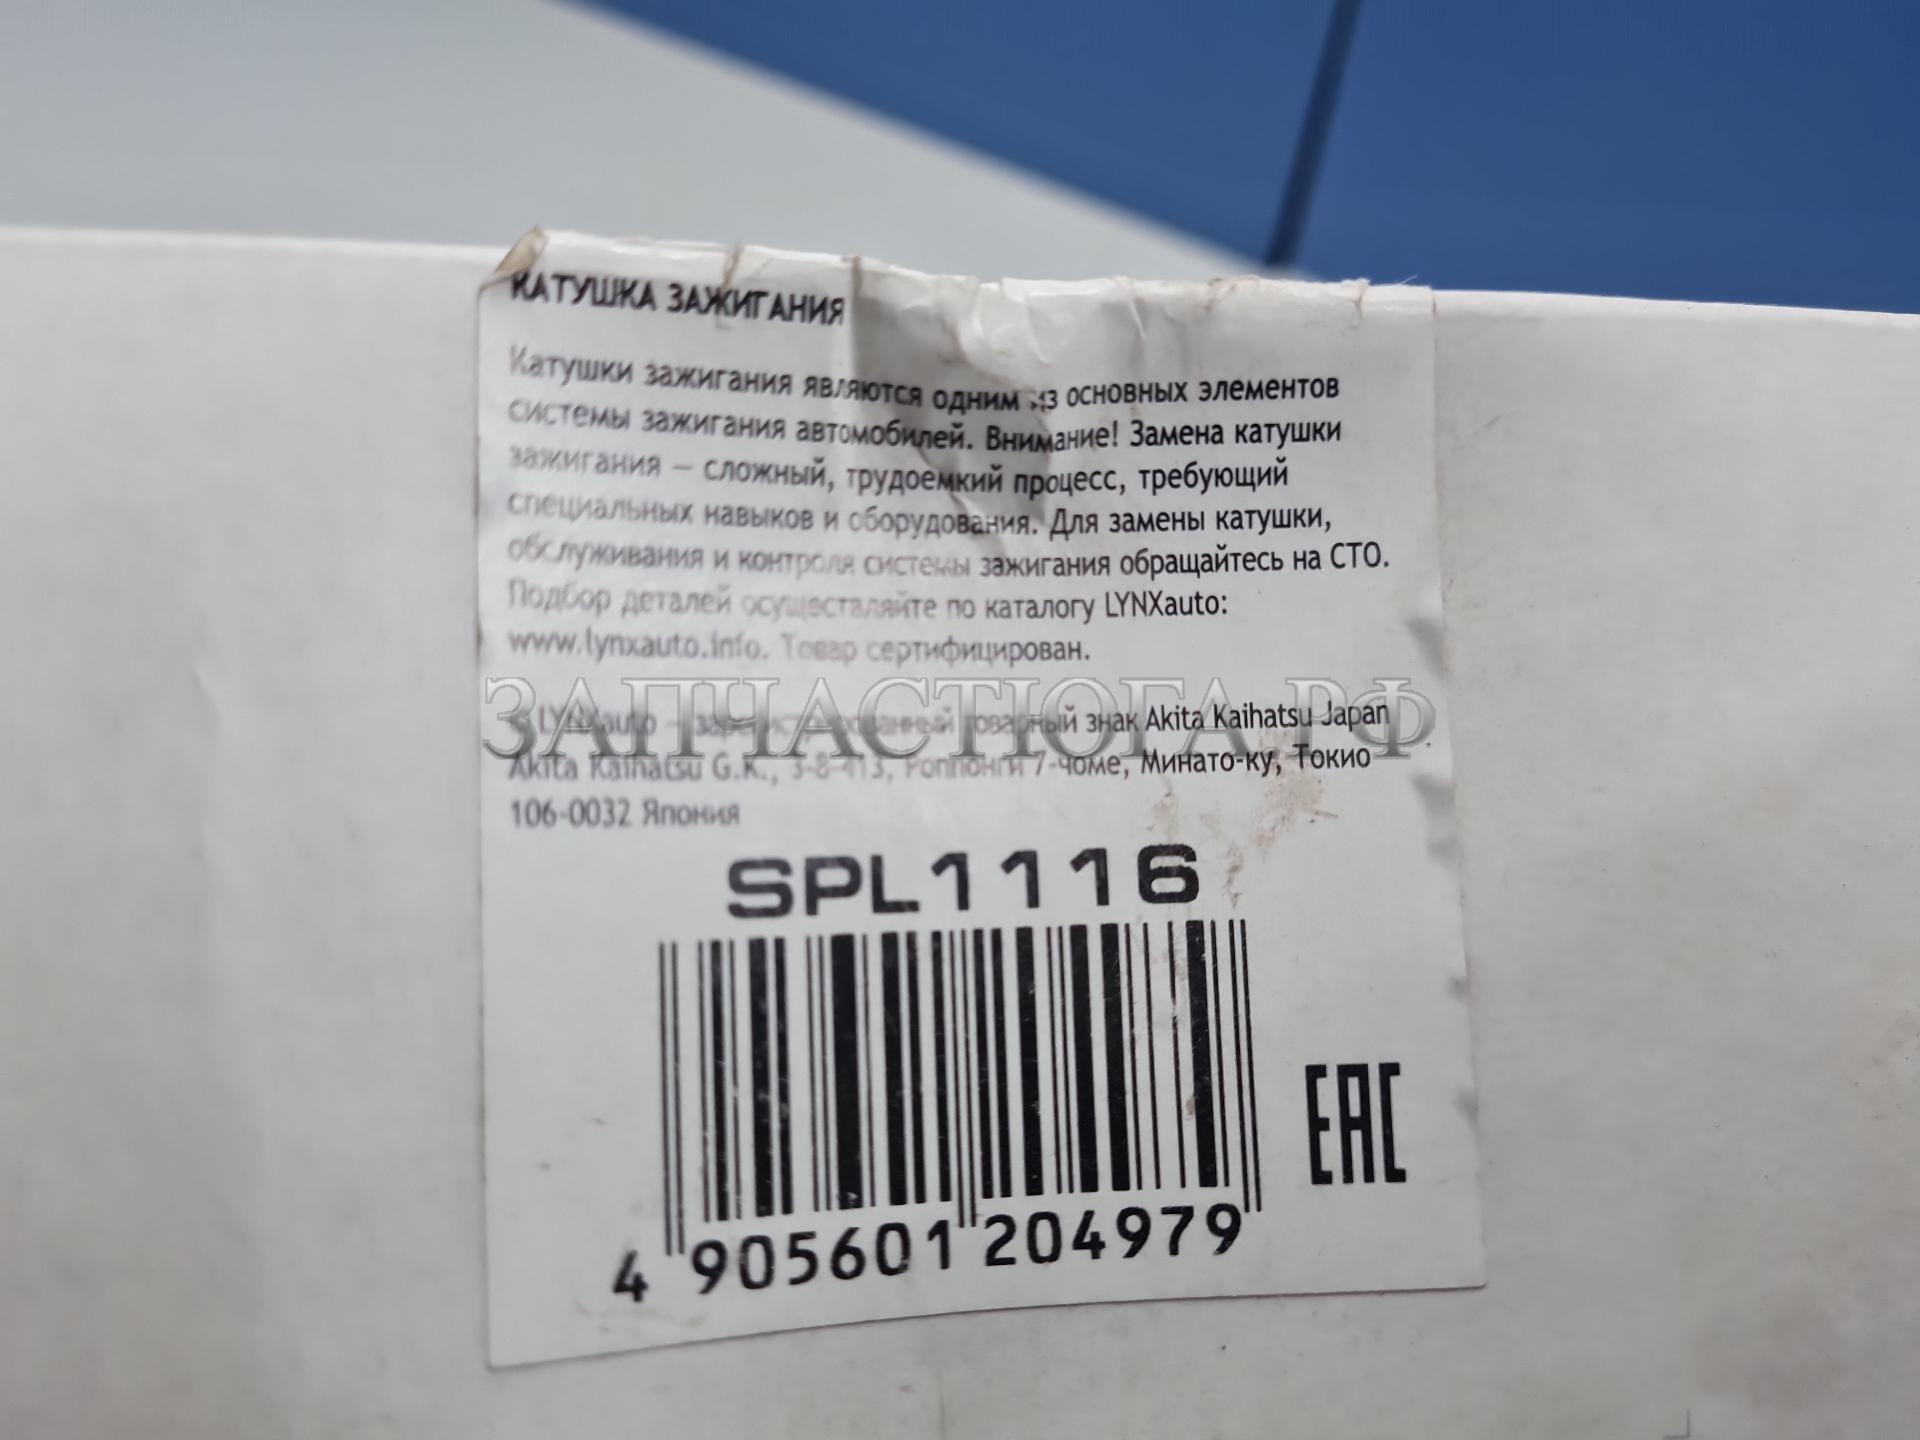 КАТУШКА ЗАЖИГАНИЯ
Катушки зажигания являются одним из основных элементов
системы зажигания автомобилей. Внимание! Замена катушки
зажигания – сложный, трудоемкий процесс, требующий
специальных навыков и оборудования. Для замены катушки,
обслуживания и контроля системы зажигания обращайтесь на СТО.
Подбор деталей осуществляйте по каталогу LYNXauto:
www.lynxauto.info. Товар сертифицирован.
ЗАПЧАСТЮГА.РФ
LYNXauto – зарегистрированный товарный знак Akita Kaihatsu Japan
Akita Kaihatsu G.K., 3-8-413, Роппонги 7-чоме, Минато-ку, Токио
106-0032 Япония
SPL1116
EAC
4 905601 204979